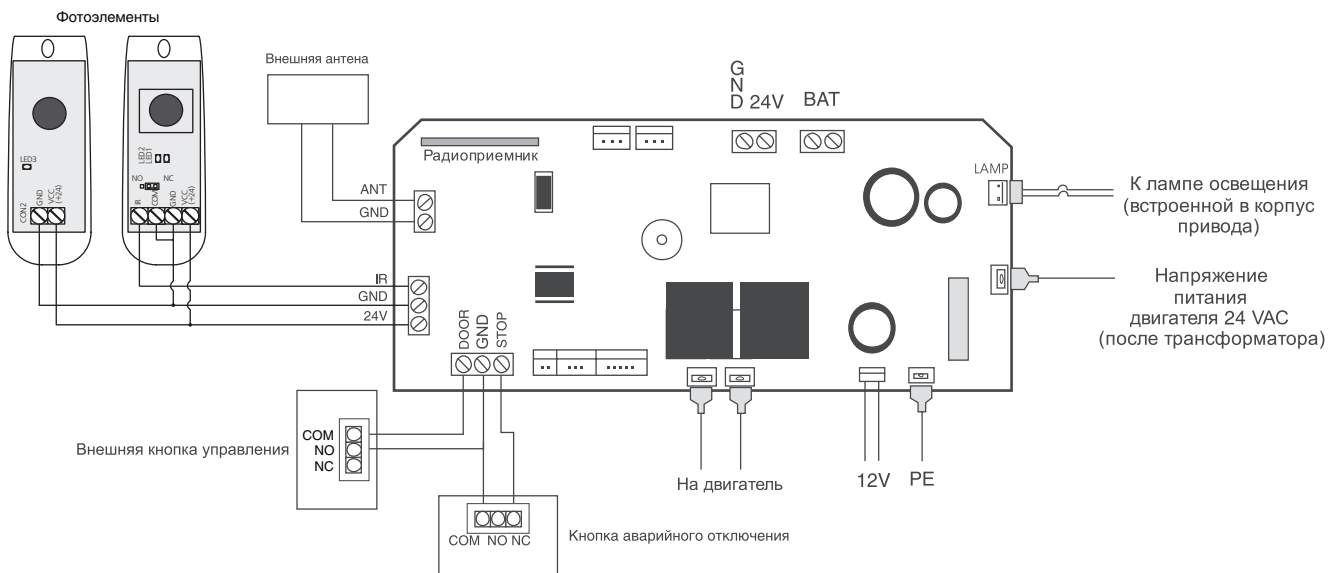 Фотоэлементы
Внешняя антена
G
N
D 24V
BAT
Радиоприемник
LAMP
К лампе освещения
(встроенной в корпус
привода)
LED3
LED2
LED1
NO
NC
CON2
GND
VCC
(+24)
IR
COM
GND
VCC
(+24)
ANT
GND
IR
GND
24V
DOOR
GND
STOP
Напряжение
питания
двигателя 24 VAC
(после трансформатора)
COM
NO
NC
Внешняя кнопка управления
На двигатель
12V
PE
COM NO NC
Кнопка аварийного отключения